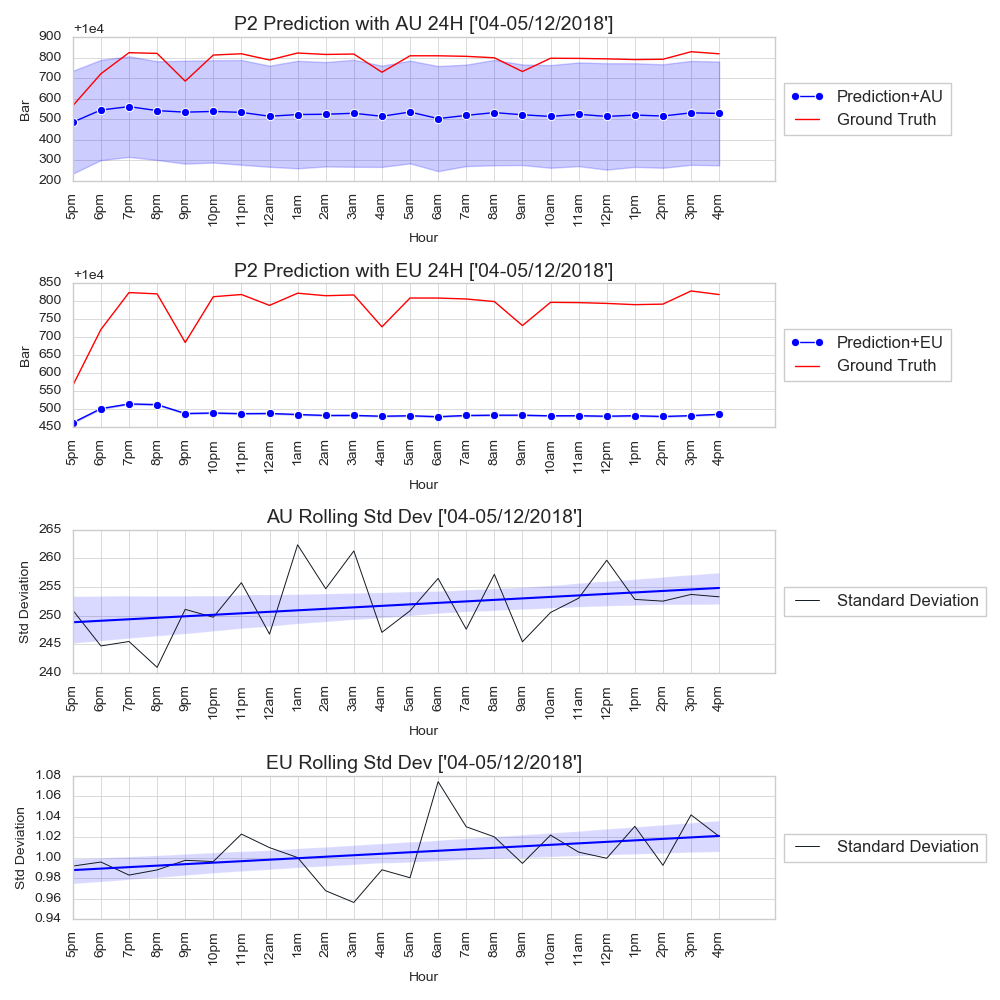 P2 Prediction with AU 24H ['04-05/12/2018']
+1e4
900
800
700
600
500
400
300
200
Bar
5pm 6pm 7pm 8pm 9pm 10pm 11pm 12am 1am 2am 3am 4am 5am 6am 7am 8am 9am 10am 11am 12pm 1pm 2pm 3pm 4pm
Hour
Prediction+AU
Ground Truth
P2 Prediction with EU 24H ['04-05/12/2018']
+1e4
850
800
750
700
650
600
550
500
450
Bar
5pm 6pm 7pm 8pm 9pm 10pm 11pm 12am 1am 2am 3am 4am 5am 6am 7am 8am 9am 10am 11am 12pm 1pm 2pm 3pm 4pm
Hour
Prediction+EU
Ground Truth
AU Rolling Std Dev ['04-05/12/2018']
265
260
255
250
245
240
Std Deviation
5pm 6pm 7pm 8pm 9pm 10pm 11pm 12am 1am 2am 3am 4am 5am 6am 7am 8am 9am 10am 11am 12pm 1pm 2pm 3pm 4pm
Hour
Standard Deviation
EU Rolling Std Dev ['04-05/12/2018']
1.08
1.06
1.04
1.02
1.00
0.98
0.96
0.94
Std Deviation
5pm 6pm 7pm 8pm 9pm 10pm 11pm 12am 1am 2am 3am 4am 5am 6am 7am 8am 9am 10am 11am 12pm 1pm 2pm 3pm 4pm
Hour
Standard Deviation